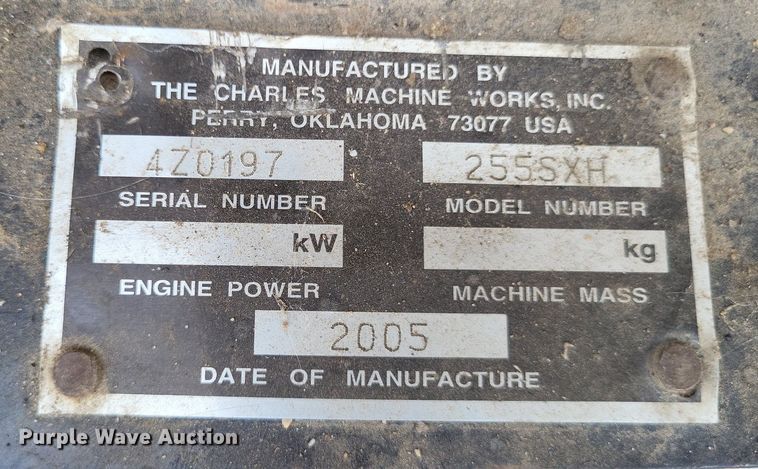 MANUFACTURED BY
THE CHARLES MACHINE WORKS, INC.
PERRY, OKLAHOMA 73077 USA
4Z0197 255SXH
SERIAL NUMBER MODEL NUMBER
kW kg
ENGINE POWER MACHINE MASS
2005
DATE OF MANUFACTURE
Purple Wave Auction